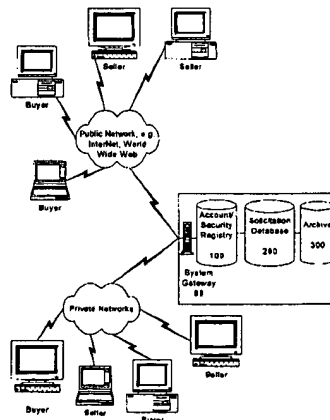 Seller
Seller
Buyer
Public Network, e.g.
InterNet, World
Wide Web
Buyer
Account/
Security
Registry
100
Solicitation
Database
200
Archive
300
System
Gateway
Private Networks
Seller
Buyer
Seller
Buyer